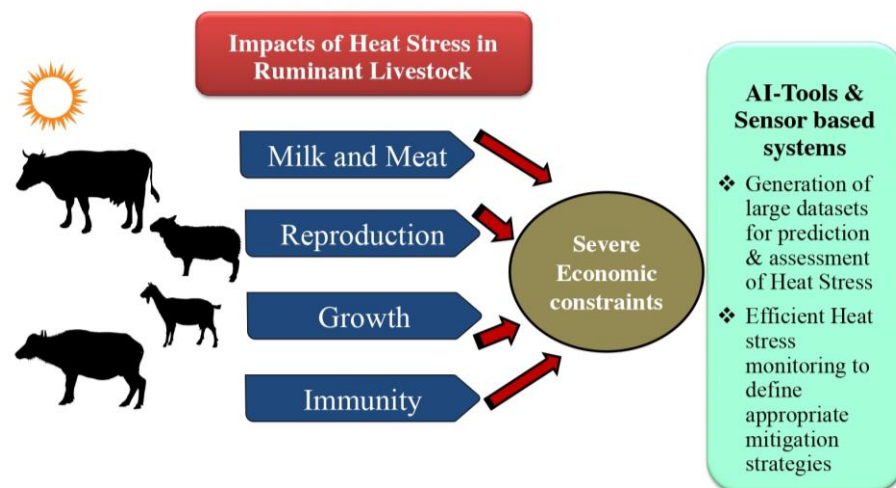 Impacts of Heat Stress in
Ruminant Livestock
Milk and Meat
Reproduction
Growth
Immunity
Severe
Economic
constraints
AI-Tools &
Sensor based
systems
❖ Generation of
large datasets
for prediction
& assessment
of Heat Stress
❖ Efficient Heat
stress
monitoring to
define
appropriate
mitigation
strategies